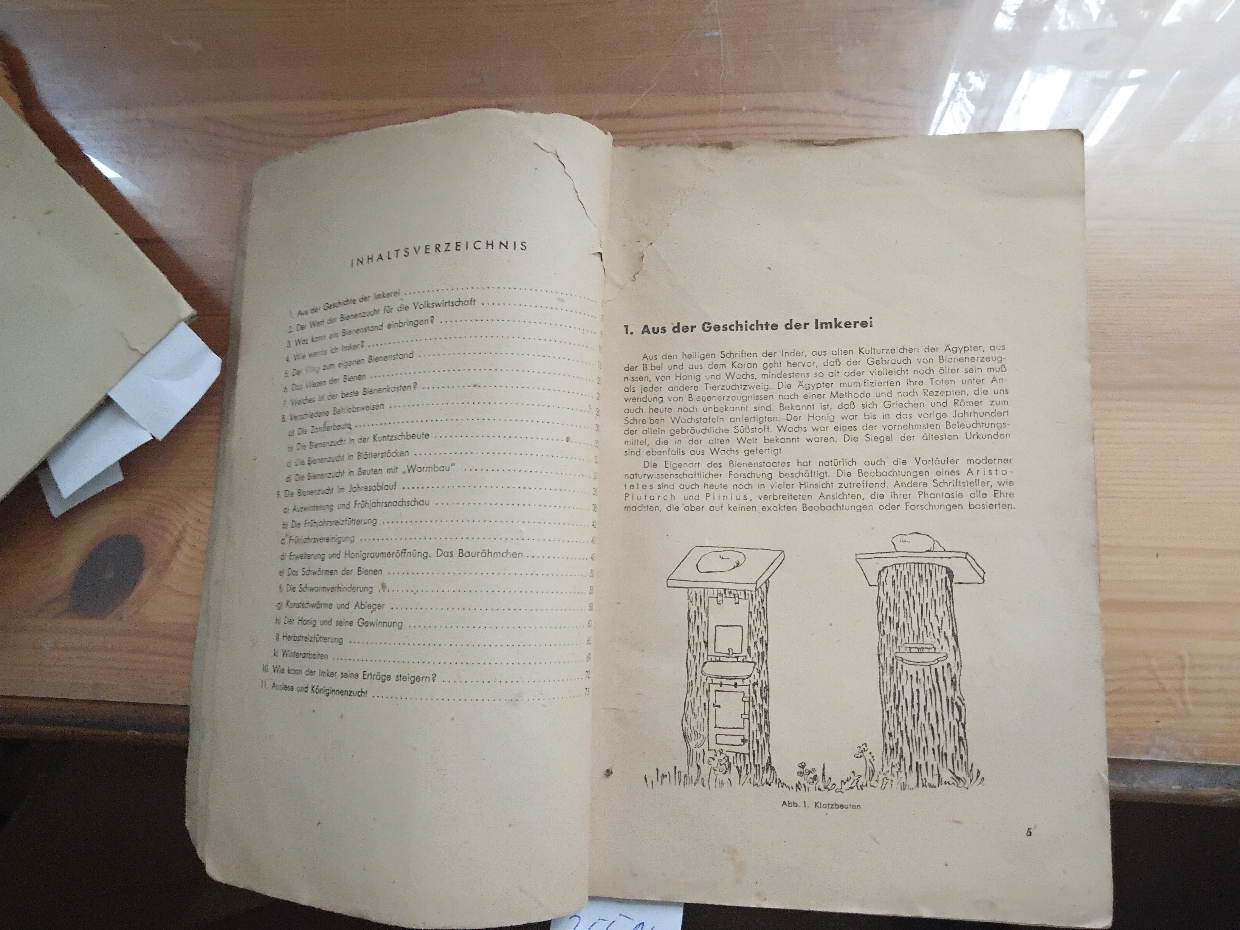 INHALTSVERZEICHNIS
1. Aus der Geschichte der Imkerei
2. Der Wert der Bienenzucht für die Volkswirtschaft
3. Was kann ein Bienenstand einbringen?
4. Wie werde ich Imker?
5. Der Weg zum eigenen Bienenstand
6. Das Wesen der Bienen
7. Welches ist der beste Bienenkasten?
8. Verschiedene Betriebsweisen
a) Die Zanderbeute
b) Die Bienenzucht in der Kuntzschbeute
c) Die Bienenzucht in Blätterstöcken
d) Die Bienenzucht in Beuten mit „Warmbau“
9. Die Bienenzucht im Jahresablauf
a) Auswinterung und Frühjahrsnachschau
b) Die Frühjahrsreizfütterung
c) Frühjahrsvereinigung
d) Erweiterung und Honigraumeröffnung. Das Baurähmchen
e) Das Schwärmen der Bienen
f) Die Schwarmverhinderung
g) Kunstschwärme und Ableger
h) Der Honig und seine Gewinnung
i) Herbstreizfütterung
k) Winterarbeiten
10. Wie kann der Imker seine Erträge steigern?
11. Auslese und Königinnenzucht
1. Aus der Geschichte der Imkerei
Aus den heiligen Schriften der Inder, aus alten Kulturzeichen der Ägypter, aus
der Bibel und aus dem Koran geht hervor, daß der Gebrauch von Bienenerzeug-
nissen, von Honig und Wachs, mindestens so alt oder vielleicht noch älter sein muß
als jeder andere Tierzuchtzweig. Die Ägypter mumifizierten ihre Toten unter An-
wendung von Bienenerzeugnissen nach einer Methode und nach Rezepten, die uns
auch heute noch unbekannt sind. Bekannt ist, daß sich Griechen und Römer zum
Schreiben Wachstafeln anfertigten. Der Honig war bis in das vorige Jahrhundert
der allein gebräuchliche Süßstoff. Wachs war eines der vornehmsten Beleuchtungs-
mittel, die in der alten Welt bekannt waren. Die Siegel der ältesten Urkunden
sind ebenfalls aus Wachs gefertigt
Die Eigenart des Bienenstaates hat natürlich auch die Vorläufer moderner
naturwissenschaftlicher Forschung beschäftigt. Die Beobachtungen eines Aristo-
teles sind auch heute noch in vieler Hinsicht zutreffend. Andere Schriftsteller, wie
Plutarch und Plinius, verbreiteten Ansichten, die ihrer Phantasie alle Ehre
machten, die aber auf keinen exakten Beobachtungen oder Forschungen basierten.
Abb. 1. Klotzbeuten
5